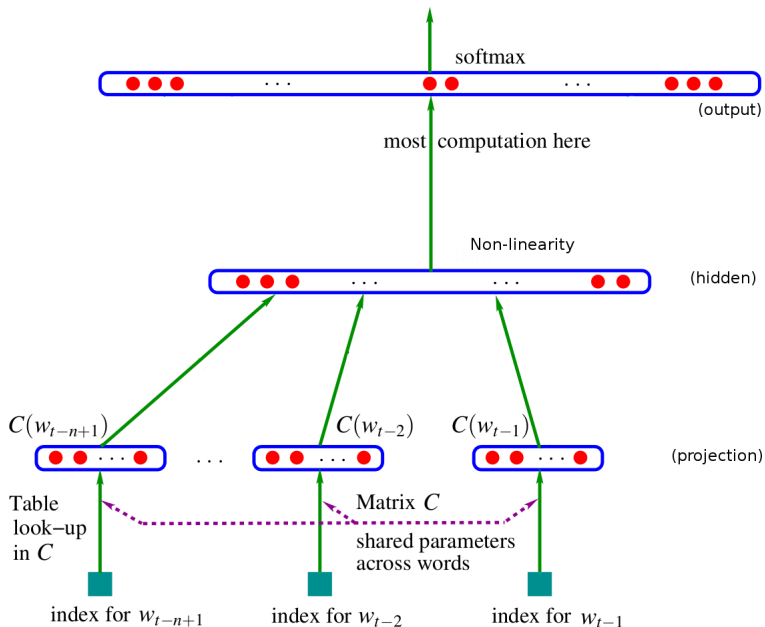 softmax
. . .
. . .
(output)
most computation here
Non-linearity
. . .
. . .
(hidden)
C(w_{t−n+1})
C(w_{t−2})
C(w_{t−1})
. . .
. . .
. . .
. . .
(projection)
Table
look−up
in C
Matrix C
shared parameters
across words
index for w_{t−n+1}
index for w_{t−2}
index for w_{t−1}